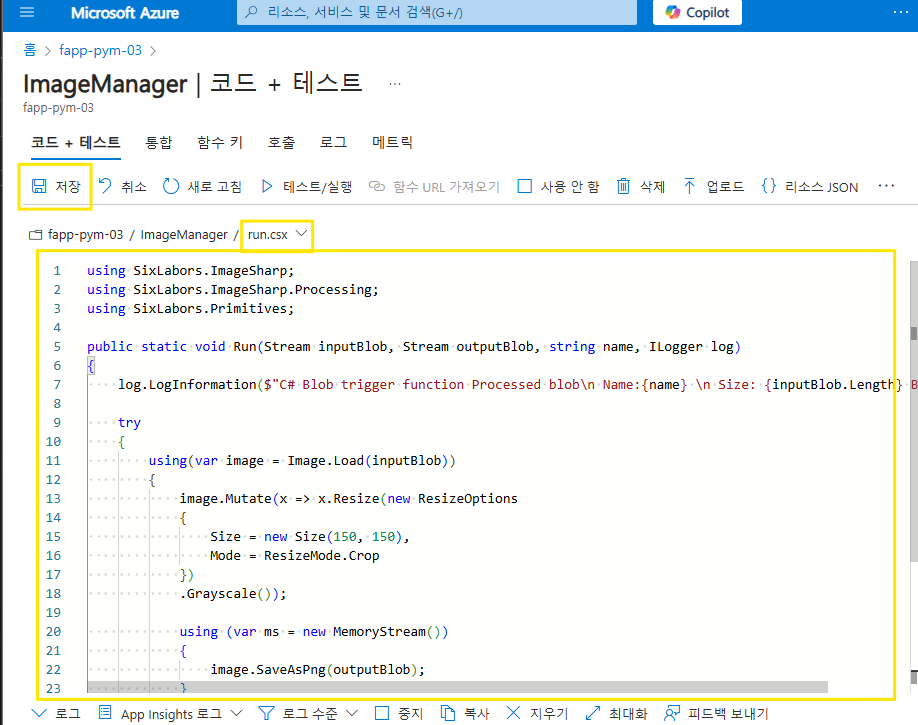 Microsoft Azure
리소스, 서비스 및 문서 검색(G+/)
Copilot
...
홈 > fapp-pym-03 >
ImageManager | 코드 + 테스트 ...
fapp-pym-03
코드 + 테스트 통합 함수 키 호출 로그 메트릭
저장 취소 새로 고침 테스트/실행 함수 URL 가져오기 사용 안 함 삭제 업로드 {} 리소스 JSON ...
fapp-pym-03 / ImageManager / run.csx
1 using SixLabors.ImageSharp;
2 using SixLabors.ImageSharp.Processing;
3 using SixLabors.Primitives;
4
5 public static void Run(Stream inputBlob, Stream outputBlob, string name, ILogger log)
6 {
7     log.LogInformation($"C# Blob trigger function Processed blob\n Name:{name} \n Size: {inputBlob.Length} B
8
9     try
10     {
11         using(var image = Image.Load(inputBlob))
12         {
13             image.Mutate(x => x.Resize(new ResizeOptions
14             {
15                 Size = new Size(150, 150),
16                 Mode = ResizeMode.Crop
17             })
18             .Grayscale());
19
20             using (var ms = new MemoryStream())
21             {
22                 image.SaveAsPng(outputBlob);
23             }
로그 App Insights 로그 로그 수준 중지 복사 지우기 최대화 피드백 보내기